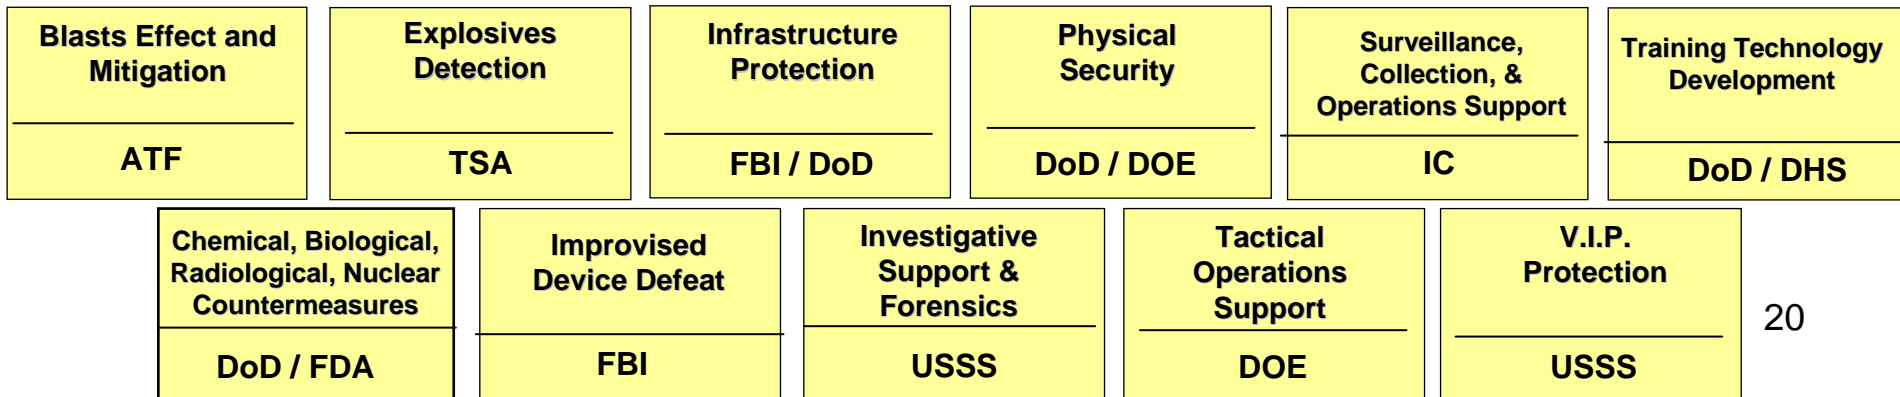 Blasts Effect and
Mitigation
ATF
Explosives
Detection
TSA
Infrastructure
Protection
FBI / DoD
Physical
Security
DoD / DOE
Surveillance,
Collection, &
Operations Support
IC
Training Technology
Development
DoD / DHS
Chemical, Biological,
Radiological, Nuclear
Countermeasures
DoD / FDA
Improvised
Device Defeat
FBI
Investigative
Support &
Forensics
USSS
Tactical
Operations
Support
DOE
V.I.P.
Protection
USSS
20